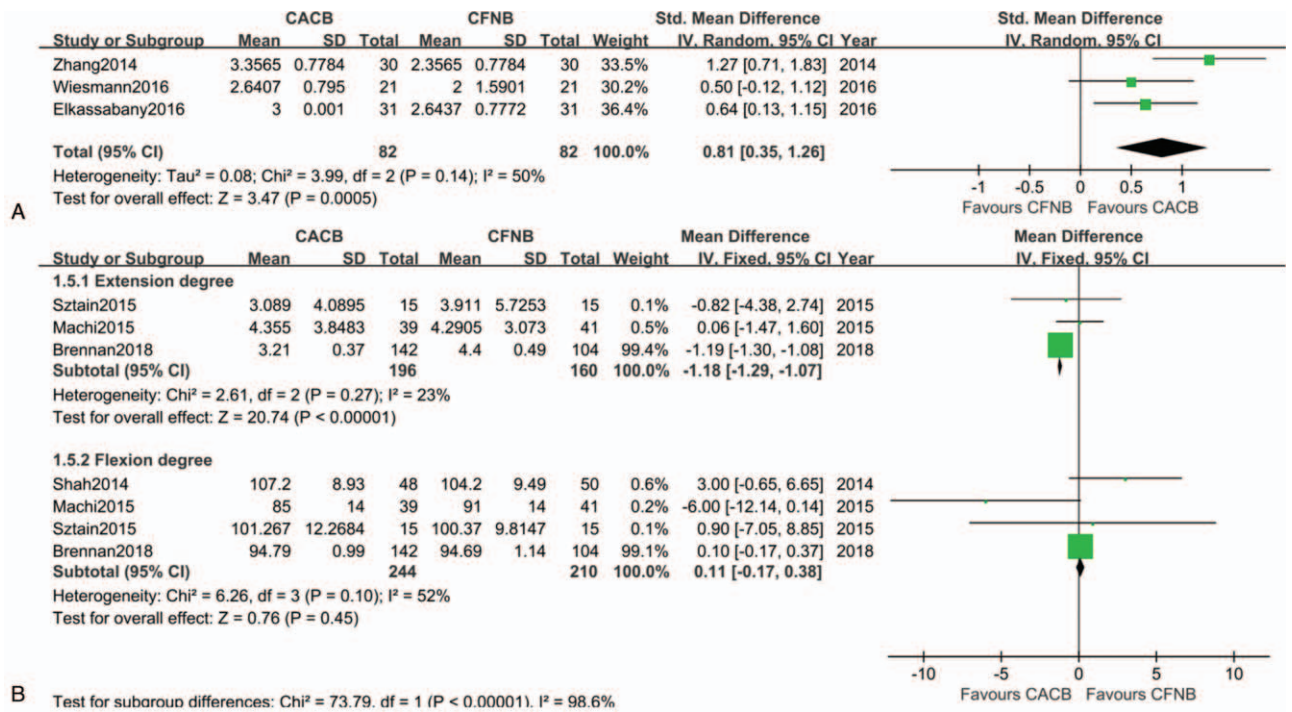 CACB CFNB Std. Mean Difference Std. Mean Difference
Study or Subgroup Mean SD Total Mean SD Total Weight IV, Random, 95% CI Year IV, Random, 95% CI
Zhang2014 3.3565 0.7784 30 2.3565 0.7784 30 33.5% 1.27 [0.71, 1.83] 2014
Wiesmann2016 2.6407 0.795 21 2 1.5901 21 30.2% 0.50 [-0.12, 1.12] 2016
Elkassabany2016 3 0.001 31 2.6437 0.7772 31 36.4% 0.64 [0.13, 1.15] 2016
Total (95% CI) 82 82 100.0% 0.81 [0.35, 1.26]
Heterogeneity: Tau² = 0.08; Chi² = 3.99, df = 2 (P = 0.14); I² = 50%
Test for overall effect: Z = 3.47 (P = 0.0005)
-1 -0.5 0 0.5 1
Favours CFNB Favours CACB
A
CACB CFNB Mean Difference Mean Difference
Study or Subgroup Mean SD Total Mean SD Total Weight IV, Fixed, 95% CI Year IV, Fixed, 95% CI
1.5.1 Extension degree
Sztain2015 3.089 4.0895 15 3.911 5.7253 15 0.1% -0.82 [-4.38, 2.74] 2015
Machi2015 4.355 3.8483 39 4.2905 3.073 41 0.5% 0.06 [-1.47, 1.60] 2015
Brennan2018 3.21 0.37 142 4.4 0.49 104 99.4% -1.19 [-1.30, -1.08] 2018
Subtotal (95% CI) 196 160 100.0% -1.18 [-1.29, -1.07]
Heterogeneity: Chi² = 2.61, df = 2 (P = 0.27); I² = 23%
Test for overall effect: Z = 20.74 (P < 0.00001)
1.5.2 Flexion degree
Shah2014 107.2 8.93 48 104.2 9.49 50 0.6% 3.00 [-0.65, 6.65] 2014
Machi2015 85 14 39 91 14 41 0.2% -6.00 [-12.14, 0.14] 2015
Sztain2015 101.267 12.2684 15 100.37 9.8147 15 0.1% 0.90 [-7.05, 8.85] 2015
Brennan2018 94.79 0.99 142 94.69 1.14 104 99.1% 0.10 [-0.17, 0.37] 2018
Subtotal (95% CI) 244 210 100.0% 0.11 [-0.17, 0.38]
Heterogeneity: Chi² = 6.26, df = 3 (P = 0.10); I² = 52%
Test for overall effect: Z = 0.76 (P = 0.45)
-10 -5 0 5 10
Favours CACB Favours CFNB
B
Test for subgroup differences: Chi² = 73.79, df = 1 (P < 0.00001), I² = 98.6%